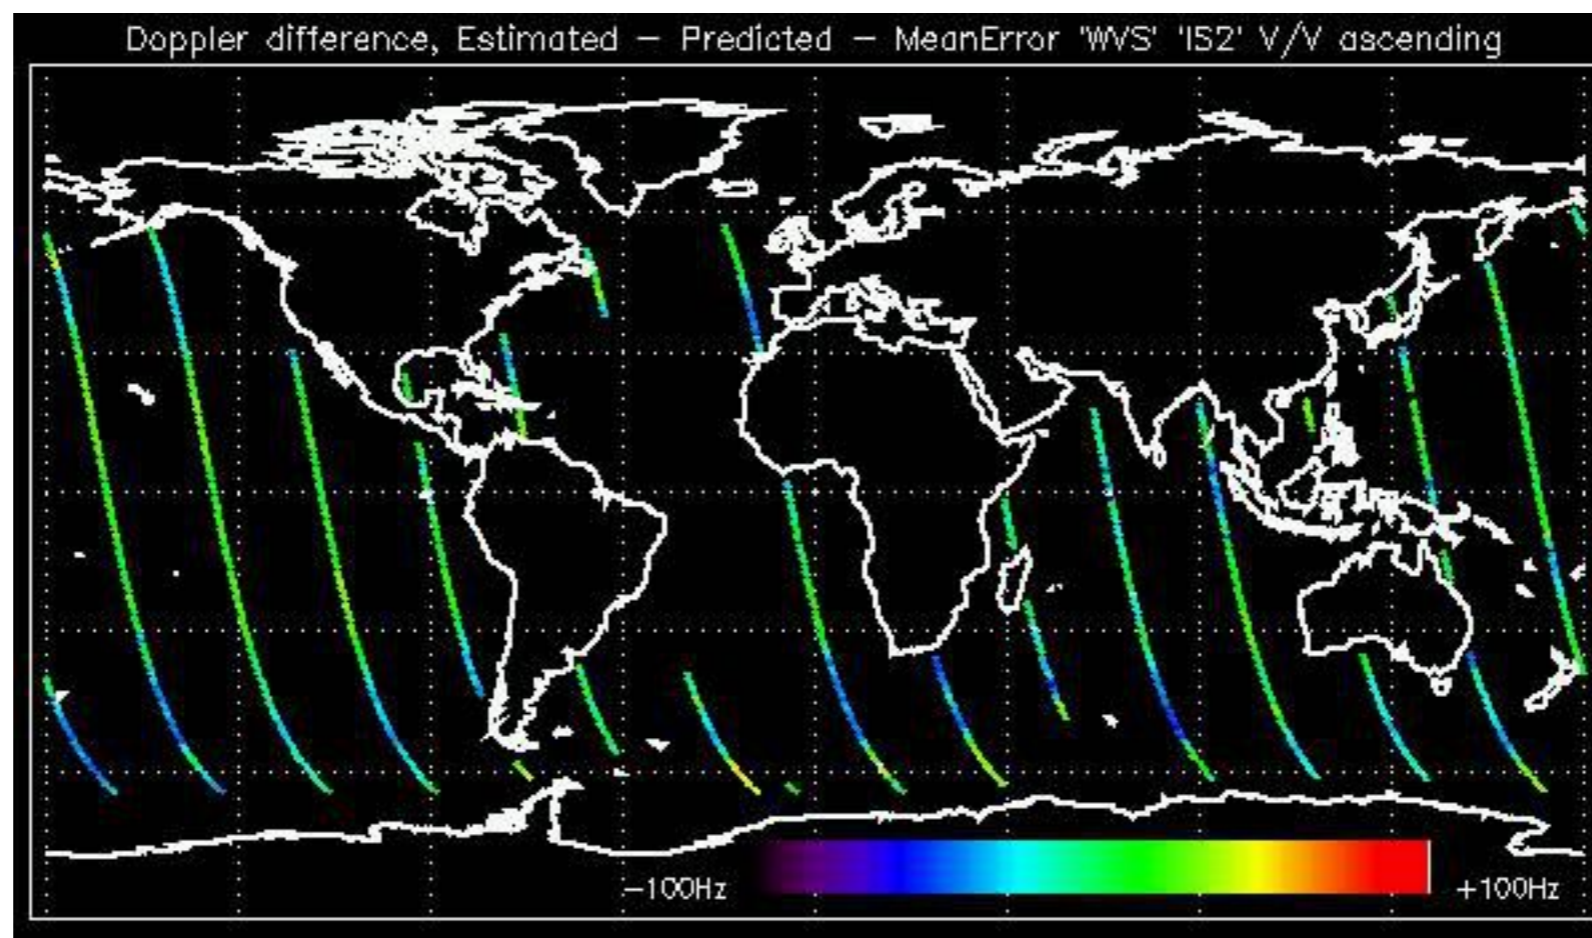 Doppler difference, Estimated – Predicted – MeanError 'WVS' 'IS2' V/V ascending
–100Hz
+100Hz